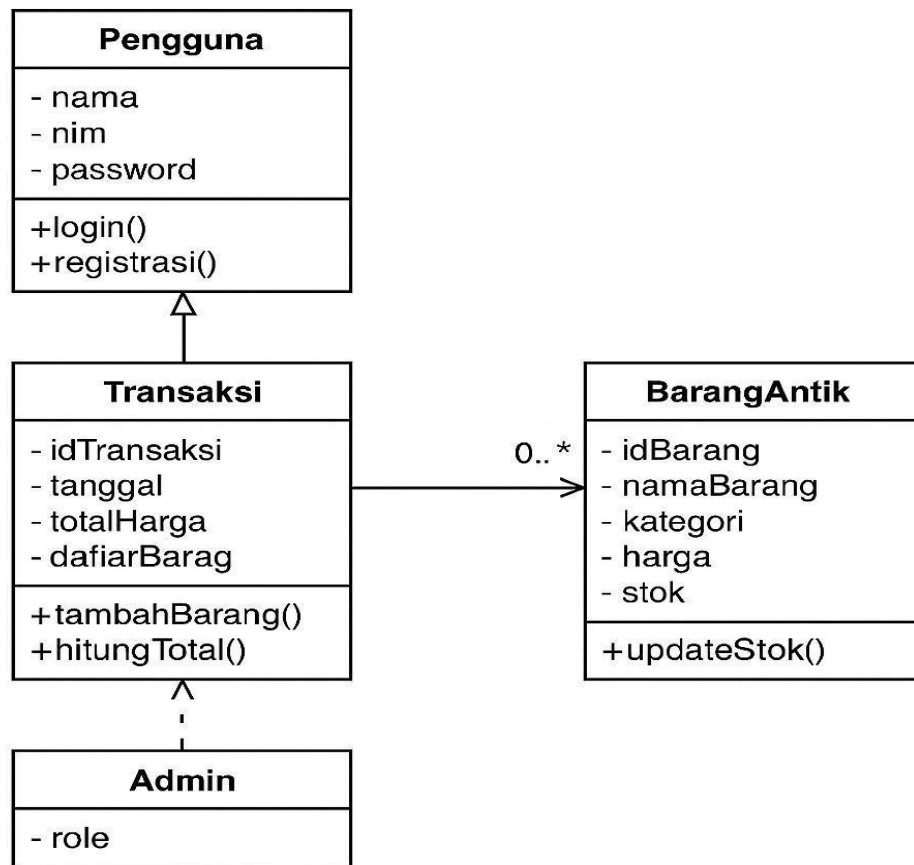 Pengguna
- nama
- nim
- password
+login()
+registrasi()
Transaksi
- idTransaksi
- tanggal
- totalHarga
- dafiarBarag
+tambahBarang()
+hitungTotal()
0..*
BarangAntik
- idBarang
- namaBarang
- kategori
- harga
- stok
+updateStok()
Admin
- role